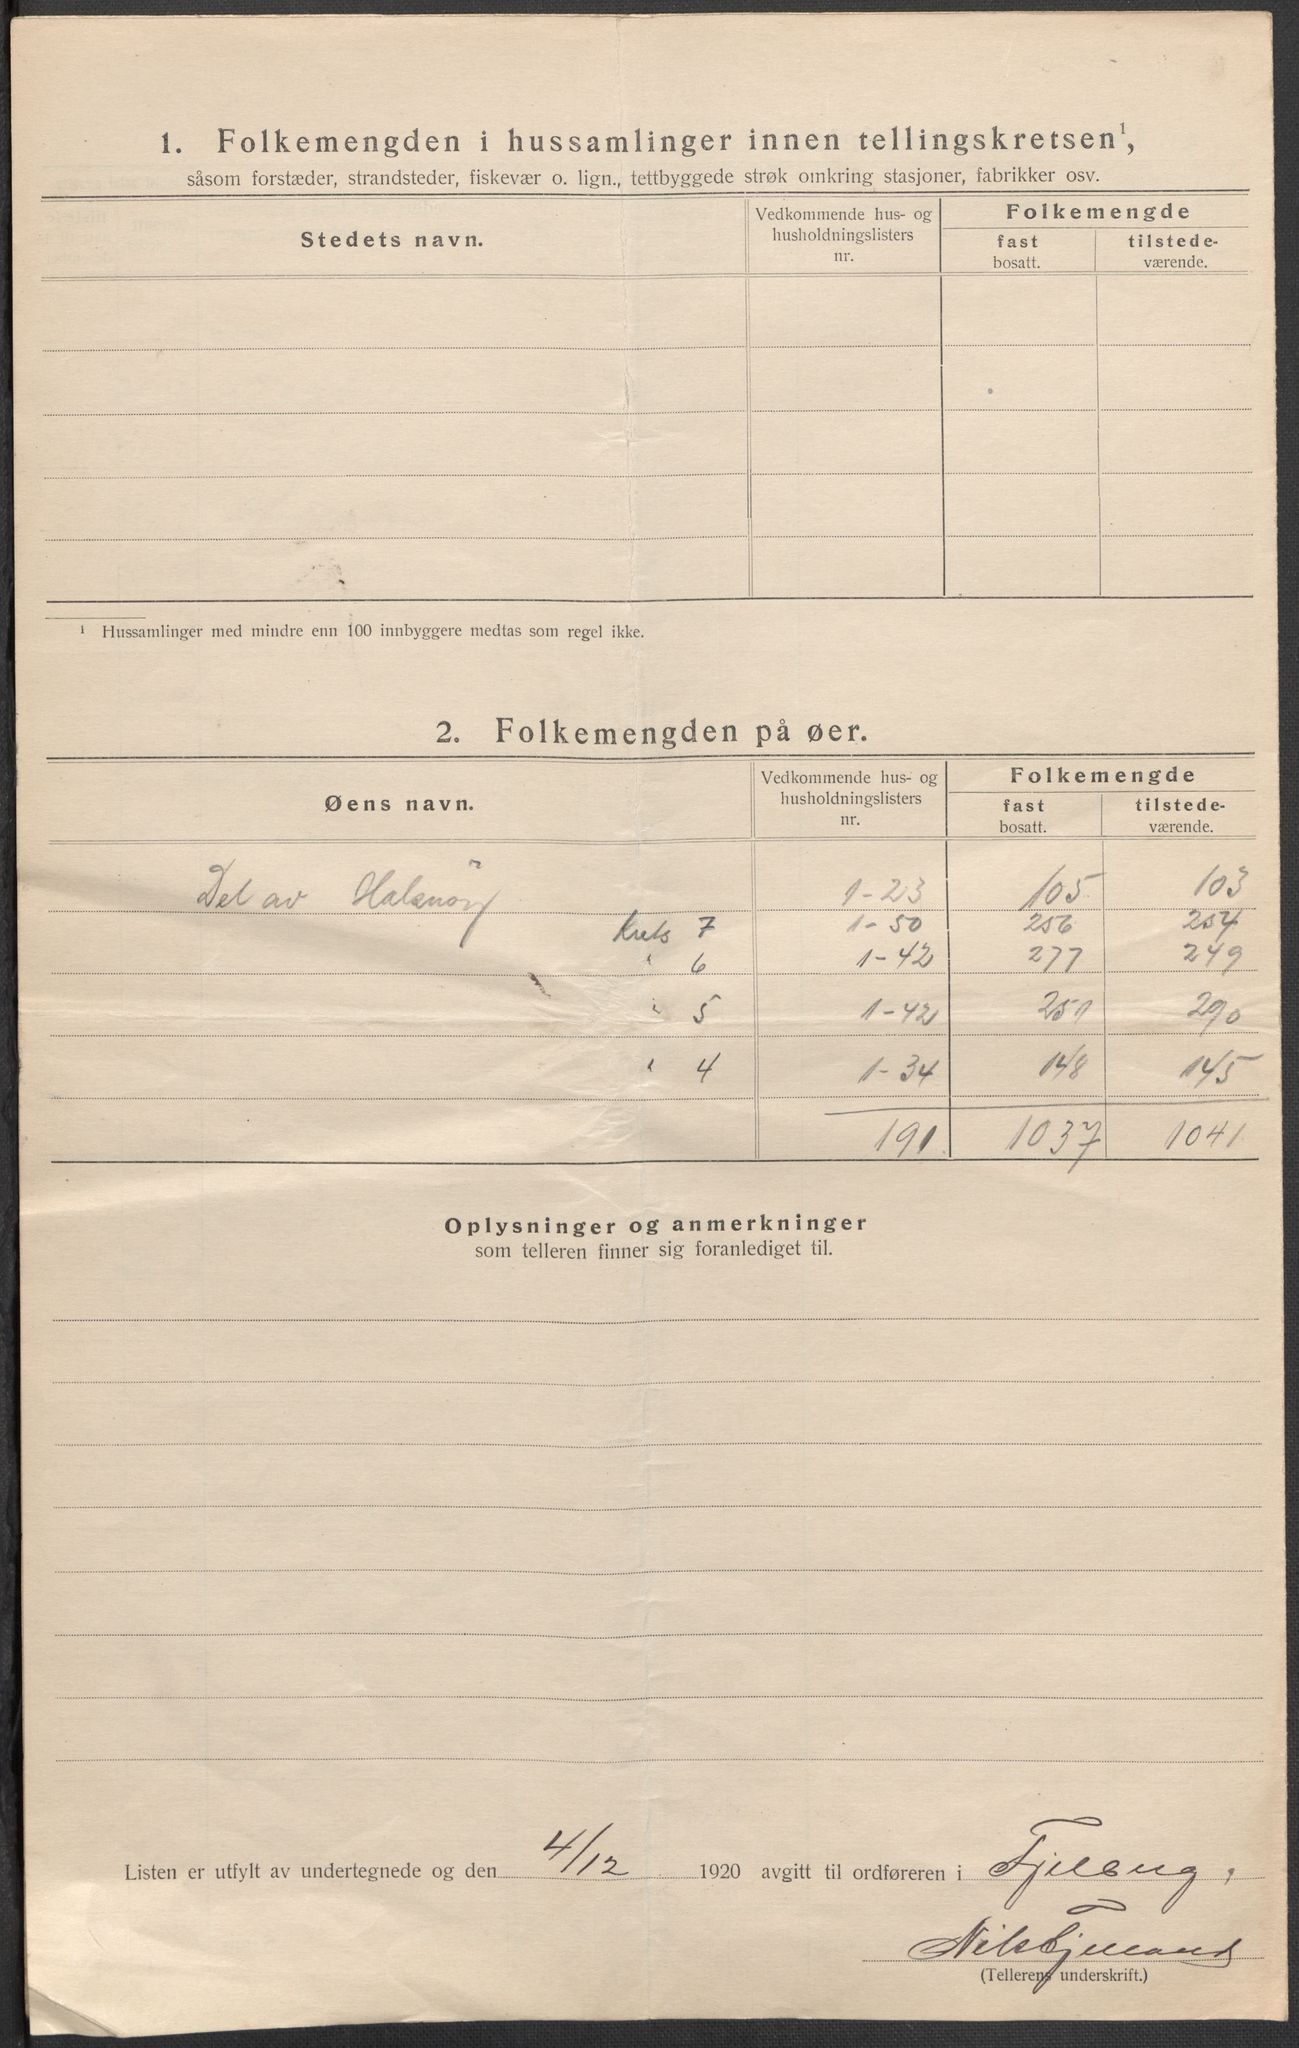 1. Folkemengden i hussamlinger innen tellingskretsen¹,
såsom forstæder, strandsteder, fiskevær o. lign., tettbyggede strøk omkring stasjoner, fabrikker osv.
Stedets navn. Vedkommende hus- og husholdningslisters nr. Folkemengde
fast bosatt. tilstede-værende.
¹ Hussamlinger med mindre enn 100 innbyggere medtas som regel ikke.
2. Folkemengden på øer.
Øens navn. Vedkommende hus- og husholdningslisters nr. Folkemengde
fast bosatt. tilstede-værende.
Del av Halsnöy 1-23 105 103
Krets 7 1-50 256 254
" 6 1-42 277 249
" 5 1-42 251 290
" 4 1-34 148 145
191 1037 1041
Oplysninger og anmerkninger
som telleren finner sig foranlediget til.
Listen er utfylt av undertegnede og den 4/12 1920 avgitt til ordføreren i Fjelberg,
Nils
(Tellerens underskrift.)